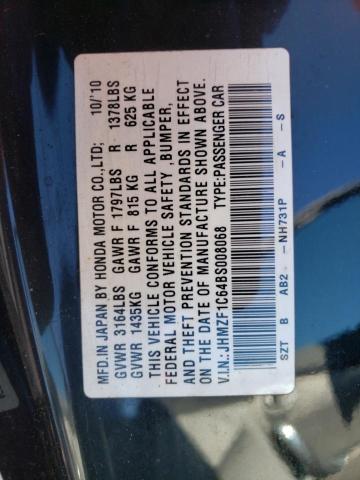 MFD.IN JAPAN BY HONDA MOTOR CO.,LTD; 10/'10
GVWR 3164LBS GAWR F 1797LBS R 1378LBS
GVWR 1435KG GAWR F 815 KG R 625 KG
THIS VEHICLE CONFORMS TO ALL APPLICABLE
FEDERAL MOTOR VEHICLE SAFETY ,BUMPER,
AND THEFT PREVENTION STANDARDS IN EFFECT
ON THE DATE OF MANUFACTURE SHOWN ABOVE.
V.I.N.:JHMZF1C64BS008068 TYPE:PASSENGER CAR
SZT B AB2 -NH731P -A -S